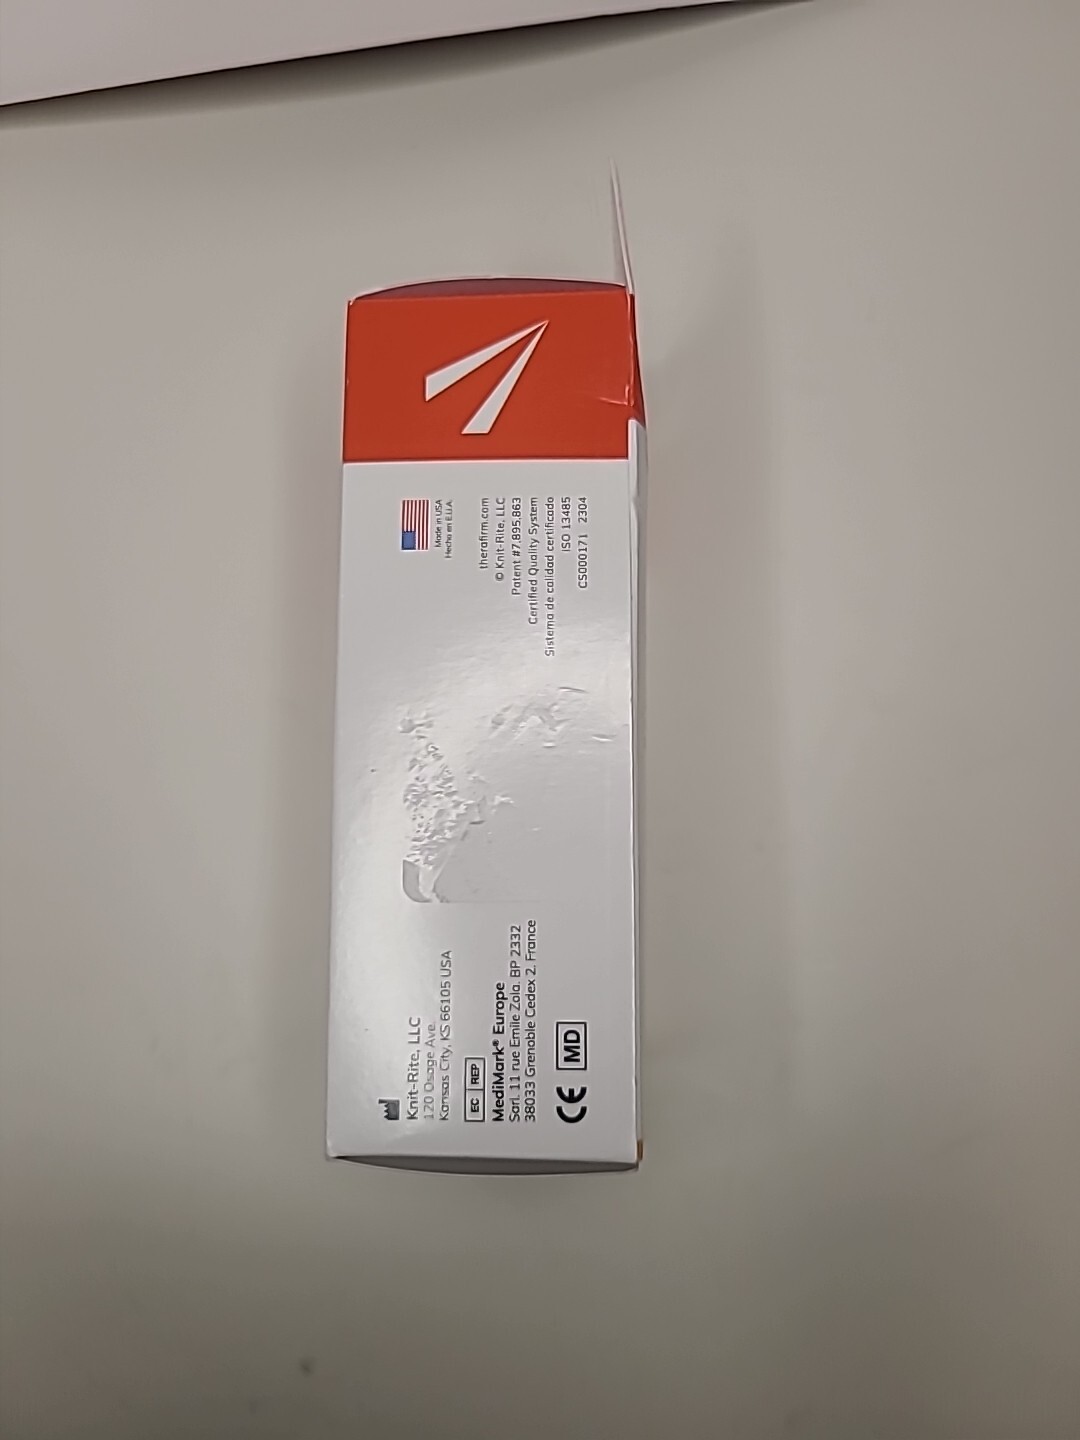 Knit-Rite, LLC
120 Osage Ave.
Kansas City, KS 66105 USA
EC REP
MediMark® Europe
Sarl. 11 rue Emile Zola. BP 2332
38033 Grenoble Cedex 2. France
CE MD
Made in USA
Hecho en E.U.A.
therafirm.com
© Knit-Rite, LLC
Patent #7,895,863
Certified Quality System
Sistema de calidad certificado
ISO 13485
CS000171 2304